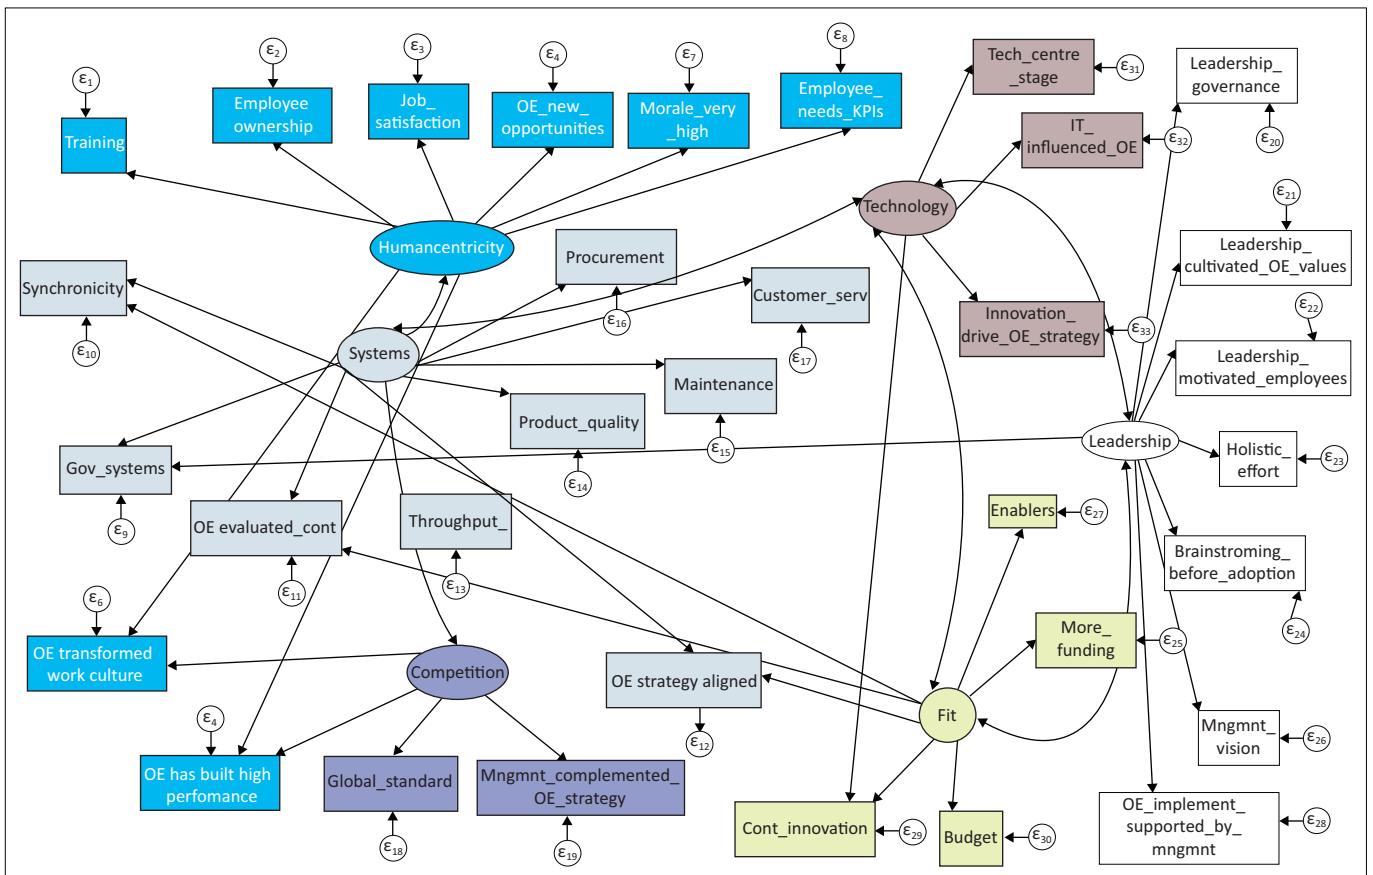 ε1
ε2
ε3
ε4
ε7
ε8
Training
Employee
ownership
Job_
satisfaction
OE_new_
opportunities
Morale_very
_high
Employee_
needs_KPIs
Tech_centre
_stage
ε31
Leadership_
governance
ε20
IT_
influenced_OE
ε32
Technology
ε21
Leadership_
cultivated_OE_values
Humancentricity
Procurement
ε16
Synchronicity
ε10
Customer_serv
ε17
Innovation_
drive_OE_strategy
ε33
ε22
Leadership_
motivated_employees
Systems
Maintenance
ε15
Product_quality
ε14
Leadership
Holistic_
effort
ε23
Gov_systems
ε9
OE evaluated_cont
ε11
Throughput_
ε13
Enablers
ε27
Brainstroming_
before_adoption
ε24
ε6
OE transformed
work culture
Competition
OE strategy aligned
ε12
More_
funding
ε25
Fit
Mngmnt_
vision
ε26
ε4
OE has built high
perfomance
Global_standard
ε18
Mngmnt_complemented_
OE_strategy
ε19
Cont_innovation
ε29
Budget
ε30
OE_implement_
supported_by_
mngmnt
ε28